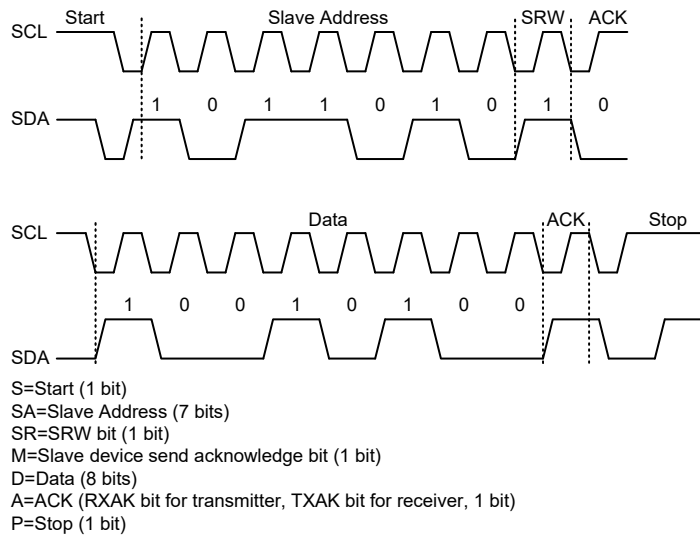 Start Slave Address SRW ACK
SCL
1 0 1 1 0 1 0 1 0
SDA
Data ACK Stop
SCL
1 0 0 1 0 1 0 0
SDA
S=Start (1 bit)
SA=Slave Address (7 bits)
SR=SRW bit (1 bit)
M=Slave device send acknowledge bit (1 bit)
D=Data (8 bits)
A=ACK (RXAK bit for transmitter, TXAK bit for receiver, 1 bit)
P=Stop (1 bit)